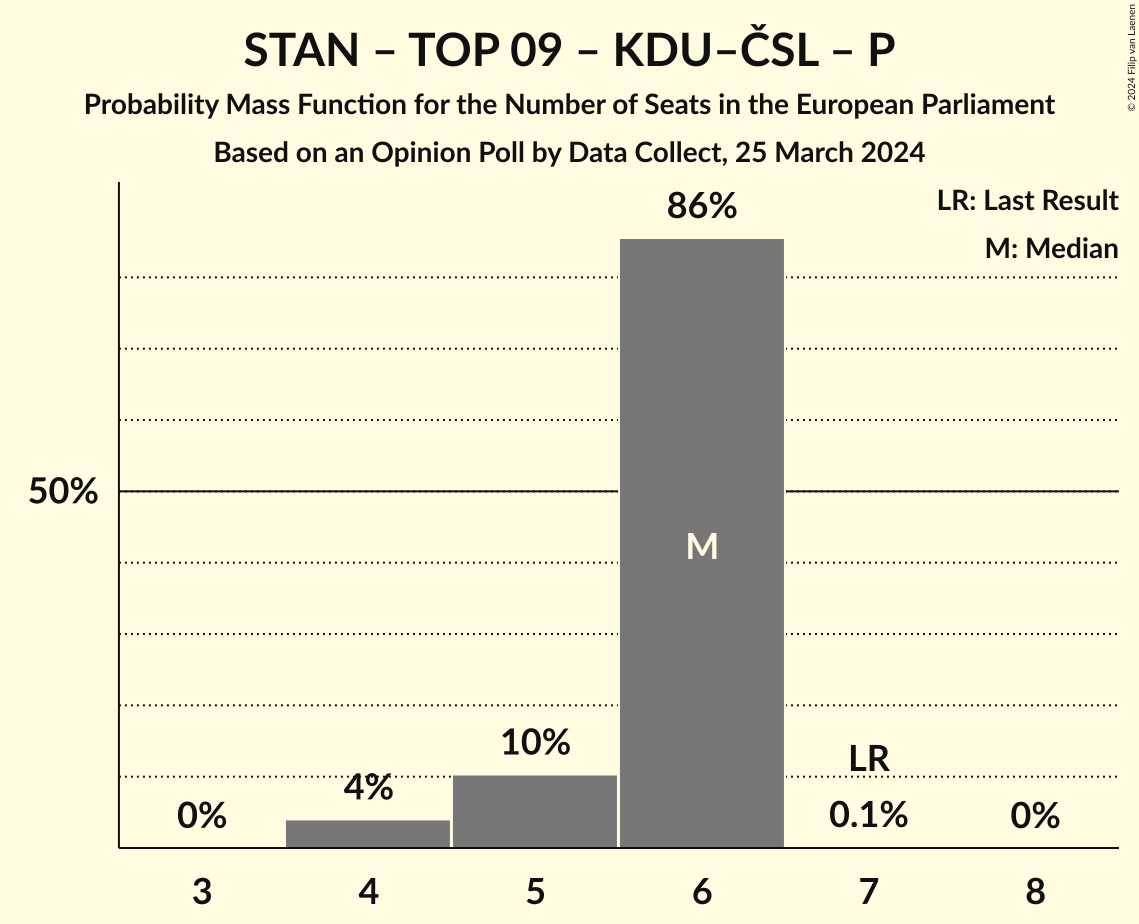 STAN – TOP 09 – KDU–ČSL – P
Probability Mass Function for the Number of Seats in the European Parliament
Based on an Opinion Poll by Data Collect, 25 March 2024
© 2024 Filip van Laenen
LR: Last Result
M: Median
86%
50%
M
10%
LR
4%
0%
0.1%
0%
3 4 5 6 7 8